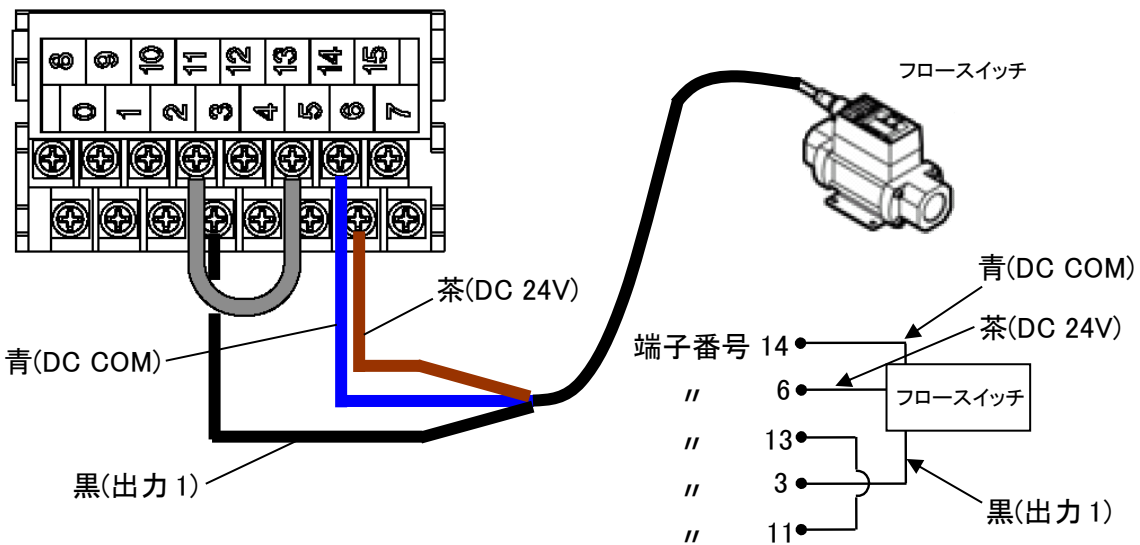 8 9 10 11 12 13 14 15
0 1 2 3 4 5 6 7
フロースイッチ
茶(DC 24V)
青(DC COM)
黒(出力 1)
青(DC COM)
茶(DC 24V)
端子番号 14
〃 6
フロースイッチ
〃 13
〃 3
〃 11
黒(出力 1)